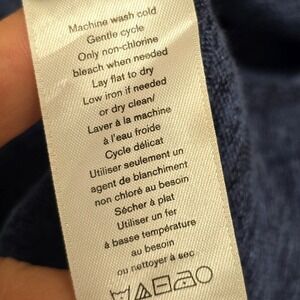 Machine wash cold
Gentle cycle
Only non-chlorine
bleach when needed
Lay flat to dry
Low iron if needed
or dry clean/
Laver à la machine
à l'eau froide
Cycle délicat
Utiliser seulement un
agent de blanchiment
non chloré au besoin
Sécher à plat
Utiliser un fer
à basse température
au besoin
ou nettoyer à sec